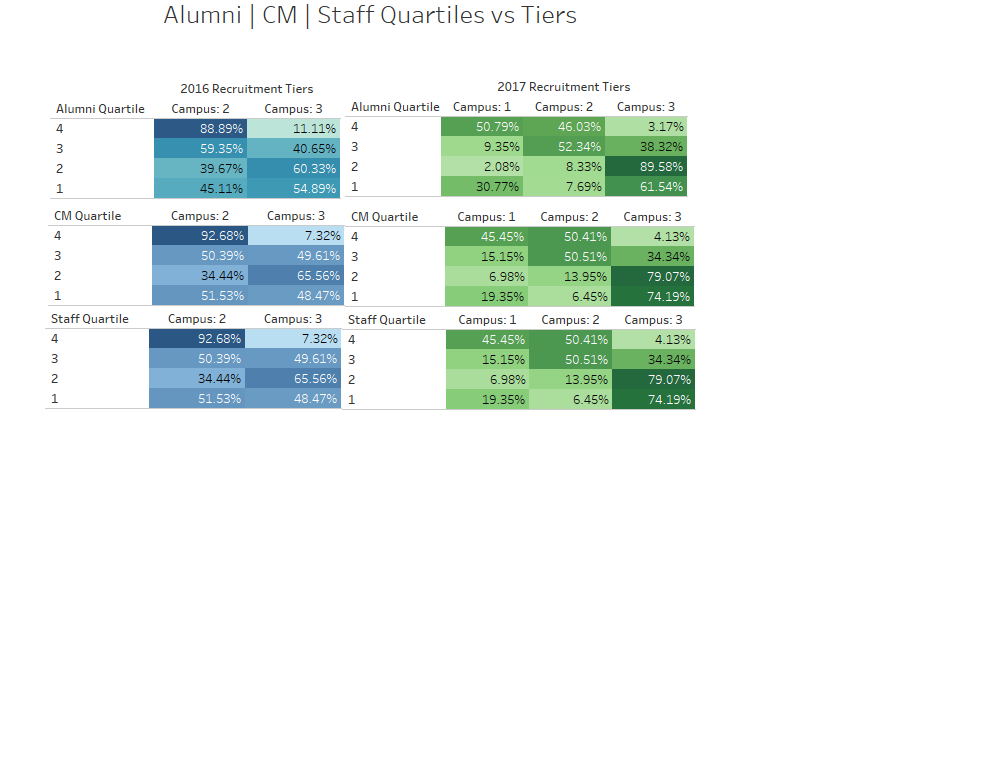 Alumni | CM | Staff Quartiles vs Tiers
2016 Recruitment Tiers
Alumni Quartile Campus: 2 Campus: 3
4 88.89% 11.11%
3 59.35% 40.65%
2 39.67% 60.33%
1 45.11% 54.89%
2017 Recruitment Tiers
Alumni Quartile Campus: 1 Campus: 2 Campus: 3
4 50.79% 46.03% 3.17%
3 9.35% 52.34% 38.32%
2 2.08% 8.33% 89.58%
1 30.77% 7.69% 61.54%
CM Quartile Campus: 2 Campus: 3
4 92.68% 7.32%
3 50.39% 49.61%
2 34.44% 65.56%
1 51.53% 48.47%
CM Quartile Campus: 1 Campus: 2 Campus: 3
4 45.45% 50.41% 4.13%
3 15.15% 50.51% 34.34%
2 6.98% 13.95% 79.07%
1 19.35% 6.45% 74.19%
Staff Quartile Campus: 2 Campus: 3
4 92.68% 7.32%
3 50.39% 49.61%
2 34.44% 65.56%
1 51.53% 48.47%
Staff Quartile Campus: 1 Campus: 2 Campus: 3
4 45.45% 50.41% 4.13%
3 15.15% 50.51% 34.34%
2 6.98% 13.95% 79.07%
1 19.35% 6.45% 74.19%